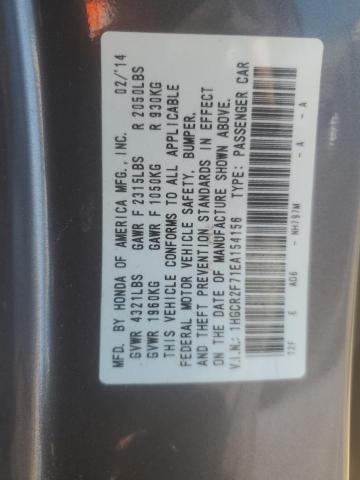 MFD. BY HONDA OF AMERICA MFG., INC. 02/'14
GVWR 4321LBS GAWR F 2315LBS R 2050LBS
GVWR 1960KG GAWR F 1050KG R 930KG
THIS VEHICLE CONFORMS TO ALL APPLICABLE
FEDERAL MOTOR VEHICLE SAFETY, BUMPER,
AND THEFT PREVENTION STANDARDS IN EFFECT
ON THE DATE OF MANUFACTURE SHOWN ABOVE.
V.I.N.: 1HGCR2F71EA154156 TYPE: PASSENGER CAR
T2F E AO6 - NH797M - A - A